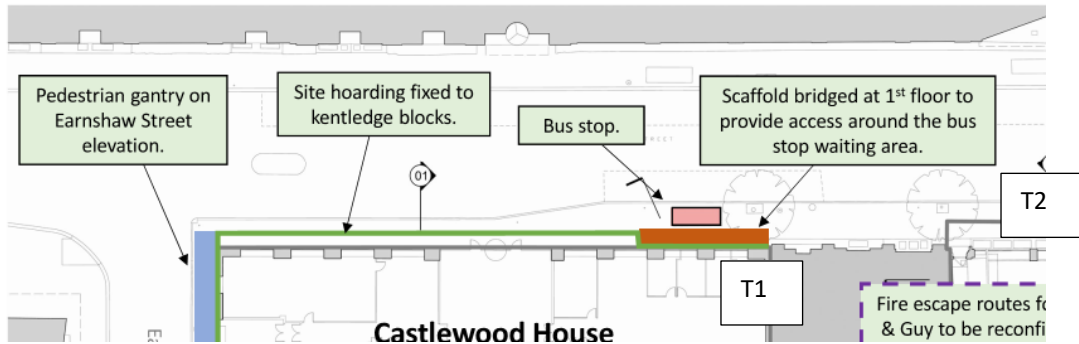 Pedestrian gantry on
Earnshaw Street
elevation.
Site hoarding fixed to
kentledge blocks.
Bus stop.
Scaffold bridged at 1st floor to
provide access around the bus
stop waiting area.
01
T2
T1
Castlewood House
Fire escape routes fo
& Guy to be reconfi
Ea